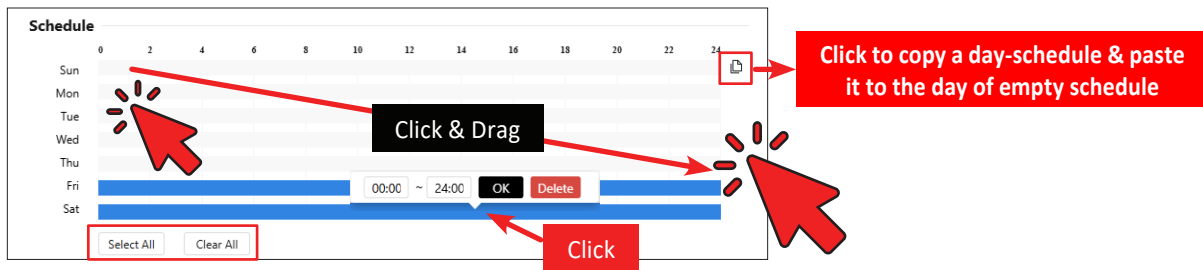 Schedule
0 2 4 6 8 10 12 14 16 18 20 22 24
Sun
Click to copy a day-schedule & paste
it to the day of empty schedule
Mon
Tue
Click & Drag
Wed
Thu
Fri
00:00 ~ 24:00 OK Delete
Sat
Select All Clear All
Click